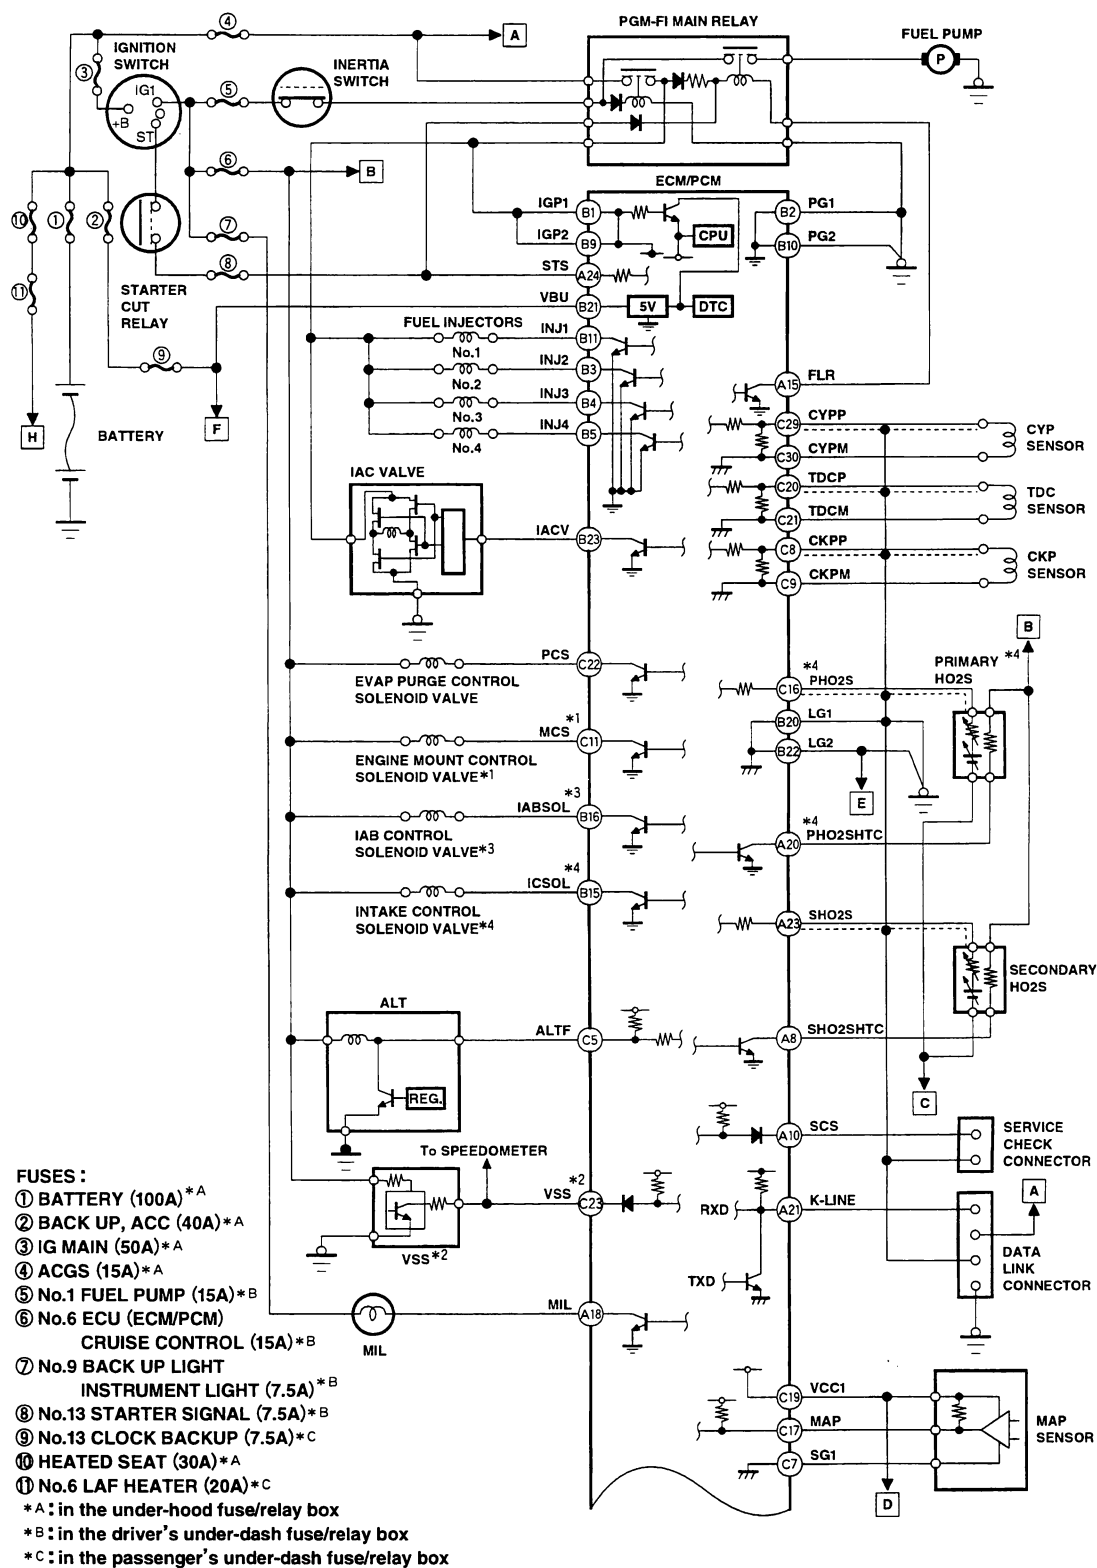 ④
A
PGM-FI MAIN RELAY
FUEL PUMP
P
IGNITION
SWITCH
③
IG1
+B
ST
⑤
INERTIA
SWITCH
⑥
B
⑩
①
②
⑦
⑧
⑪
STARTER
CUT
RELAY
⑨
H
BATTERY
F
ECM/PCM
IGP1 B1
IGP2 B9
CPU
STS A24
VBU B21
5V
DTC
B2 PG1
B10 PG2
FUEL INJECTORS
INJ1 B11
No.1
INJ2 B3
No.2
INJ3 B4
No.3
INJ4 B5
No.4
A15 FLR
C29 CYPP
C30 CYPM
CYP
SENSOR
C20 TDCP
C21 TDCM
TDC
SENSOR
C8 CKPP
C9 CKPM
CKP
SENSOR
IAC VALVE
IACV B23
PCS C22
EVAP PURGE CONTROL
SOLENOID VALVE
*1
MCS C11
ENGINE MOUNT CONTROL
SOLENOID VALVE*1
*3
IABSOL B16
IAB CONTROL
SOLENOID VALVE*3
*4
ICSOL B15
INTAKE CONTROL
SOLENOID VALVE*4
B
PRIMARY *4
HO2S
*4
C16 PHO2S
B20 LG1
B22 LG2
E
*4
A20 PHO2SHTC
A23 SHO2S
SECONDARY
HO2S
A8 SHO2SHTC
C
ALT
ALTF C5
REG.
To SPEEDOMETER
*2
VSS C23
VSS*2
A10 SCS
SERVICE
CHECK
CONNECTOR
RXD
A21 K-LINE
TXD
A
DATA
LINK
CONNECTOR
MIL A18
MIL
C19 VCC1
C17 MAP
C7 SG1
MAP
SENSOR
D
FUSES :
① BATTERY (100A)*A
② BACK UP, ACC (40A)*A
③ IG MAIN (50A)*A
④ ACGS (15A)*A
⑤ No.1 FUEL PUMP (15A)*B
⑥ No.6 ECU (ECM/PCM)
CRUISE CONTROL (15A)*B
⑦ No.9 BACK UP LIGHT
INSTRUMENT LIGHT (7.5A)*B
⑧ No.13 STARTER SIGNAL (7.5A)*B
⑨ No.13 CLOCK BACKUP (7.5A)*C
⑩ HEATED SEAT (30A)*A
⑪ No.6 LAF HEATER (20A)*C
*A : in the under-hood fuse/relay box
*B : in the driver's under-dash fuse/relay box
*C : in the passenger's under-dash fuse/relay box